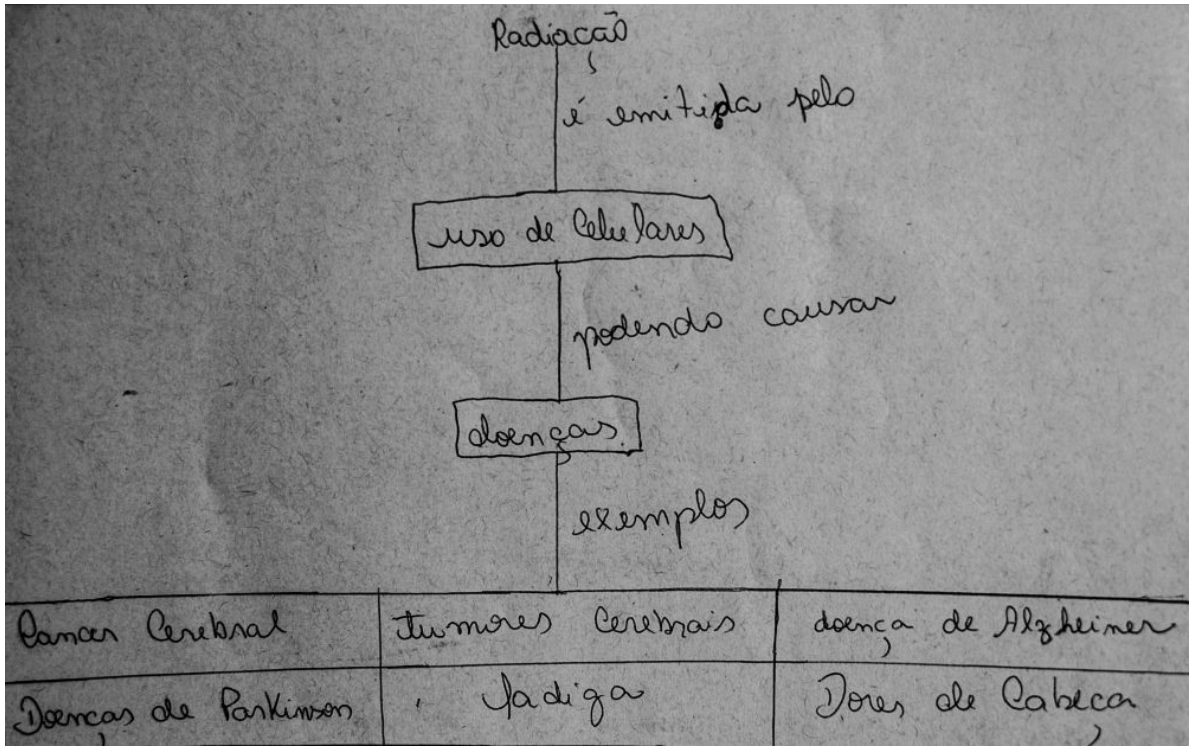 Radiação
é emitida pelo
uso de Celulares
podendo causar
doenças.
exemplos
Câncer Cerebral
tumores Cerebrais
doença de Alzheimer
Doenças de Parkinson
fadiga
Dores de Cabeça